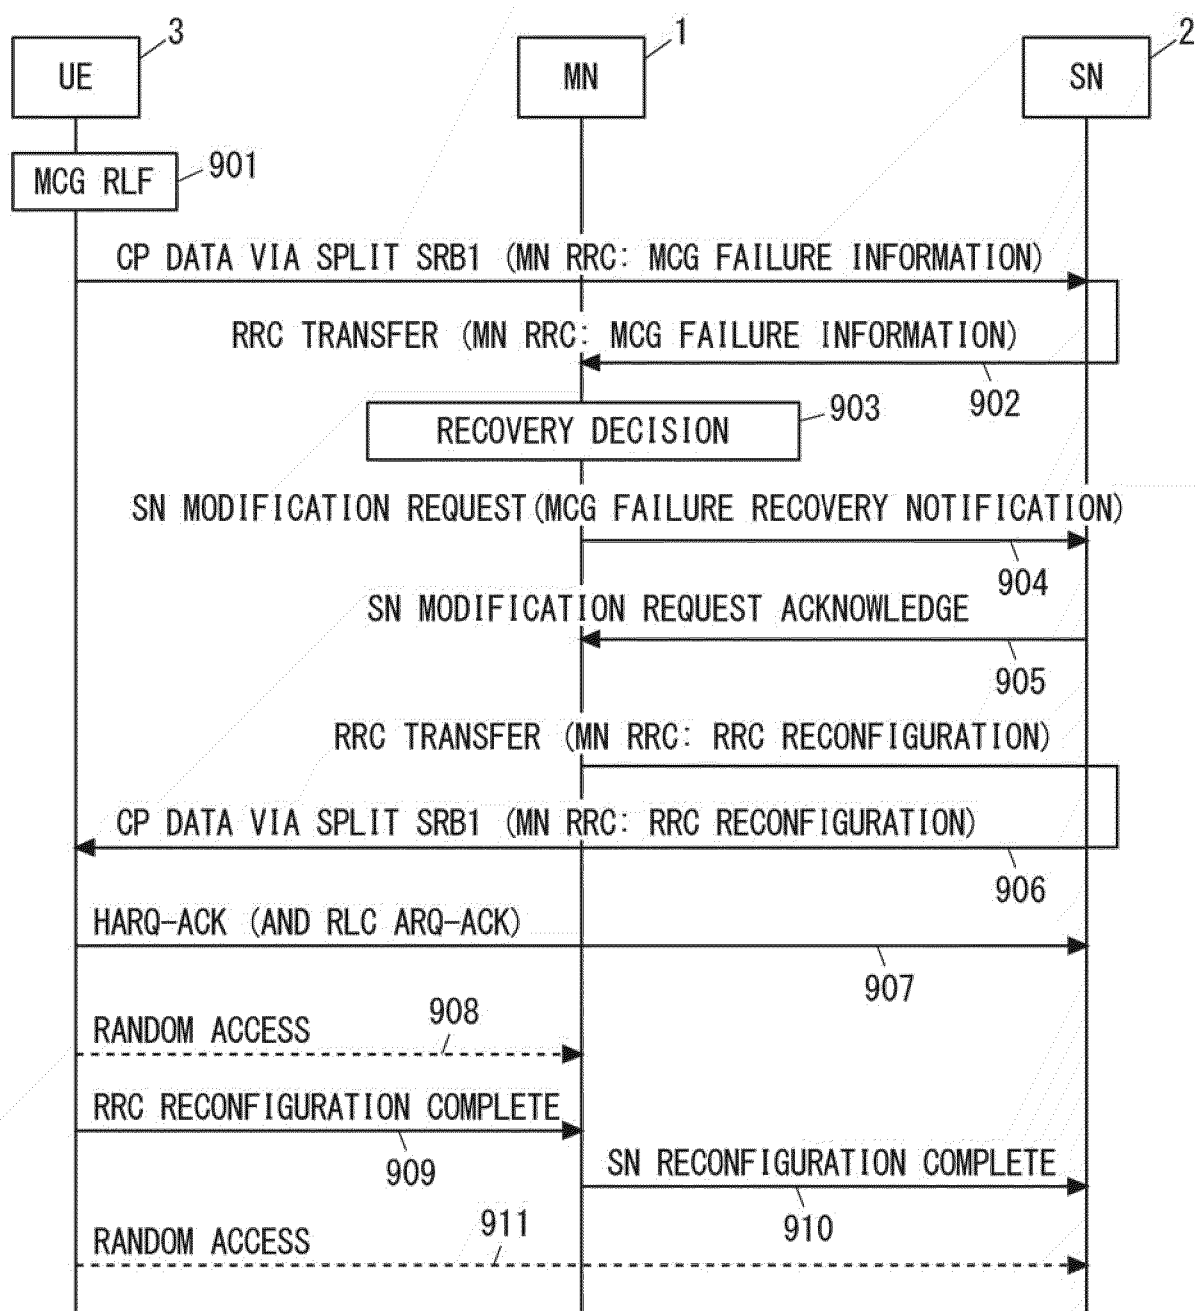 3
1
2
UE
MN
SN
901
MCG RLF
CP DATA VIA SPLIT SRB1 (MN RRC: MCG FAILURE INFORMATION)
RRC TRANSFER (MN RRC: MCG FAILURE INFORMATION)
902
903
RECOVERY DECISION
SN MODIFICATION REQUEST(MCG FAILURE RECOVERY NOTIFICATION)
904
SN MODIFICATION REQUEST ACKNOWLEDGE
905
RRC TRANSFER (MN RRC: RRC RECONFIGURATION)
CP DATA VIA SPLIT SRB1 (MN RRC: RRC RECONFIGURATION)
906
HARQ-ACK (AND RLC ARQ-ACK)
907
908
RANDOM ACCESS
RRC RECONFIGURATION COMPLETE
909
SN RECONFIGURATION COMPLETE
910
911
RANDOM ACCESS